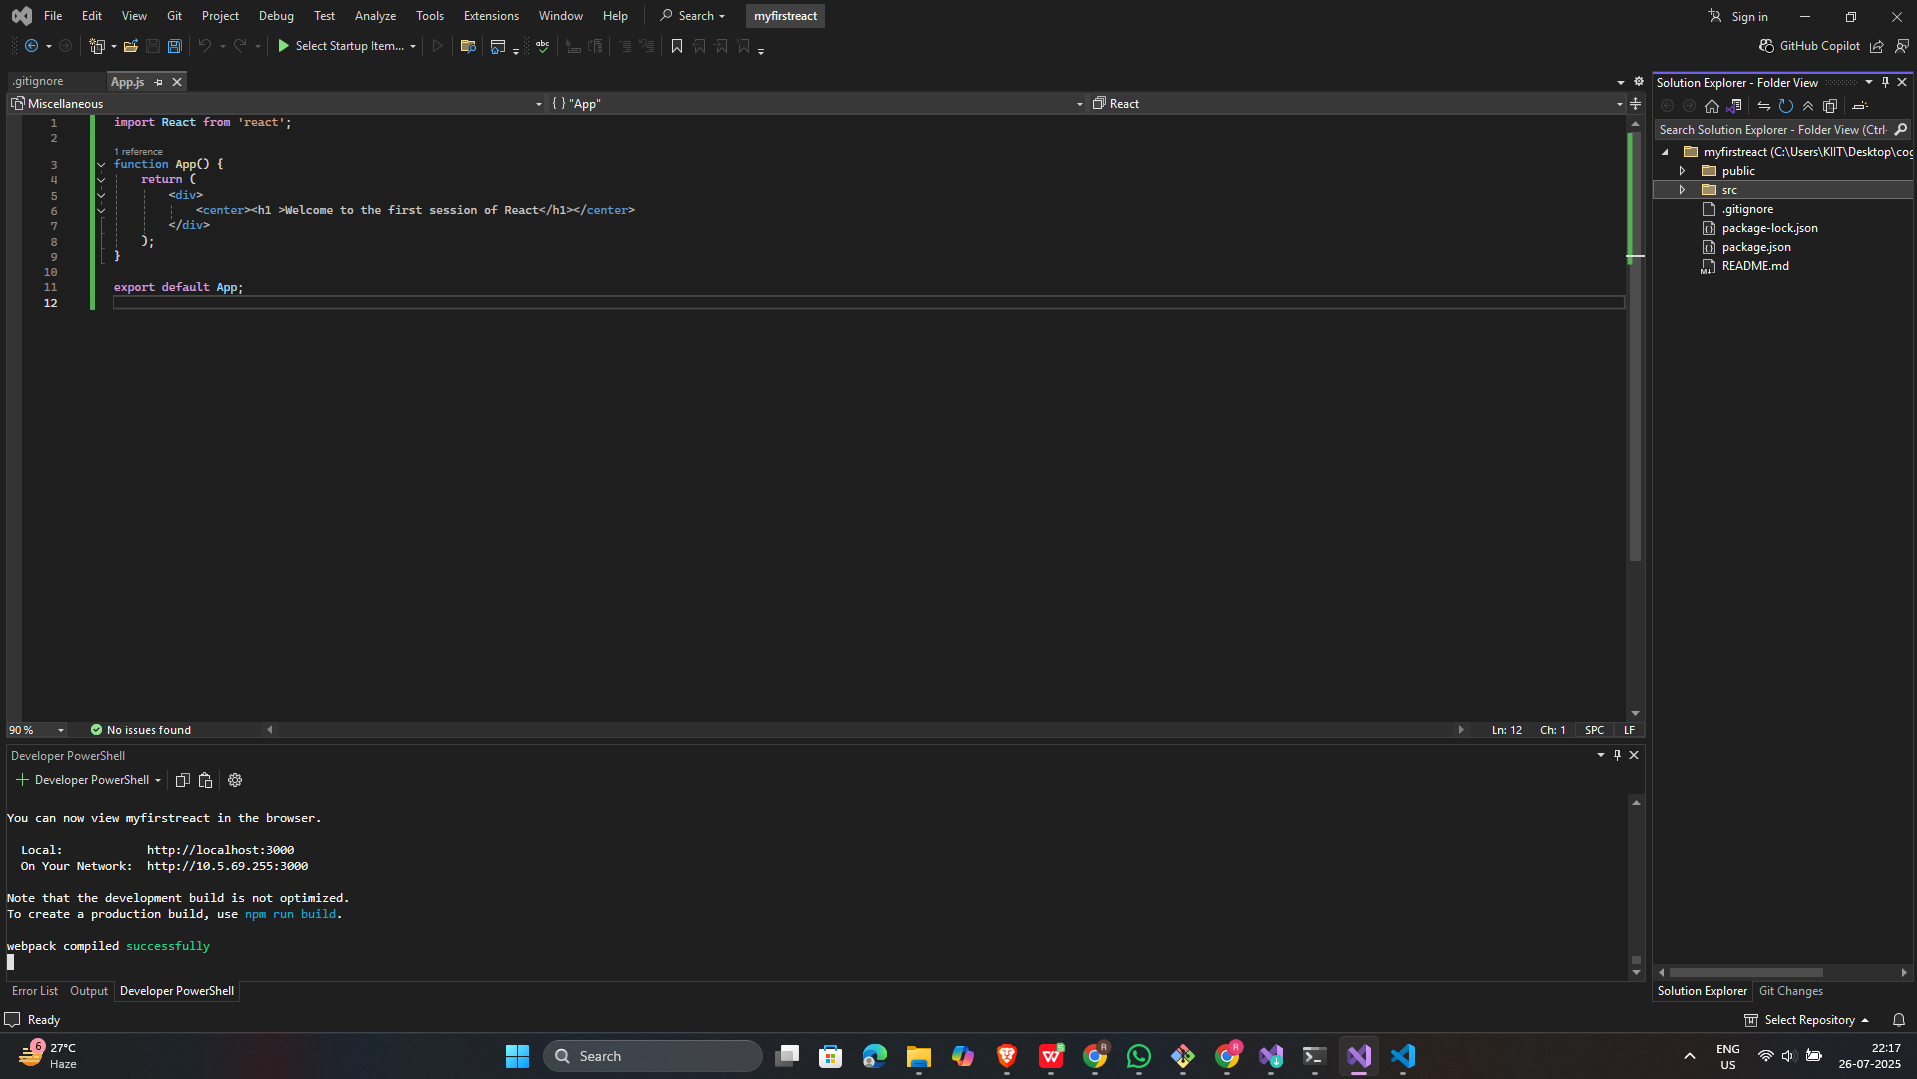 File Edit View Git Project Debug Test Analyze Tools Extensions Window Help Search myfirstreact Sign in
Select Startup Item... GitHub Copilot
.gitignore App.js
Miscellaneous { } "App" React
1 import React from 'react';
2
1 reference
3 function App() {
4 return (
5 <div>
6 <center><h1 >Welcome to the first session of React</h1></center>
7 </div>
8 );
9 }
10
11 export default App;
12
90 % No issues found Ln: 12 Ch: 1 SPC LF
Developer PowerShell
Developer PowerShell
You can now view myfirstreact in the browser.
Local: http://localhost:3000
On Your Network: http://10.5.69.255:3000
Note that the development build is not optimized.
To create a production build, use npm run build.
webpack compiled successfully
Error List Output Developer PowerShell
Solution Explorer - Folder View
Search Solution Explorer - Folder View (Ctrl
myfirstreact (C:\Users\KIIT\Desktop\cog
public
src
.gitignore
package-lock.json
package.json
README.md
Solution Explorer Git Changes
Ready Select Repository
6 27°C
Haze
Search
ENG
US
22:17
26-07-2025